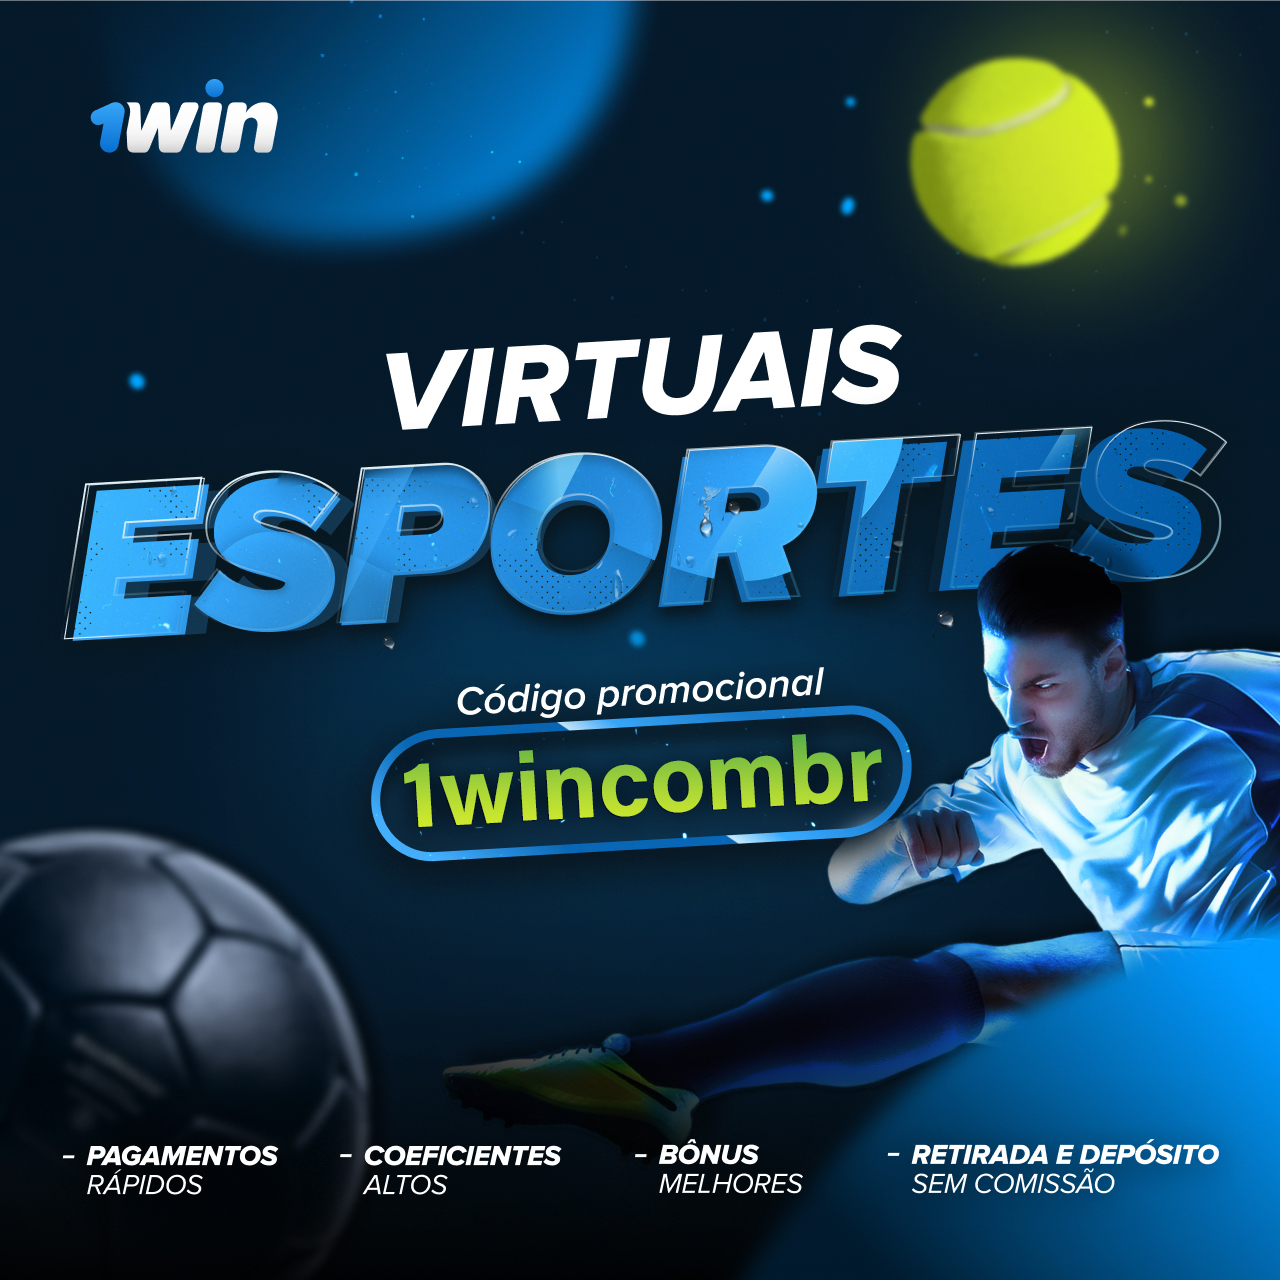 1win
VIRTUAIS
ESPORTES
Código promocional
1wincombr
– PAGAMENTOS
RÁPIDOS
– COEFICIENTES
ALTOS
– BÔNUS
MELHORES
– RETIRADA E DEPÓSITO
SEM COMISSÃO